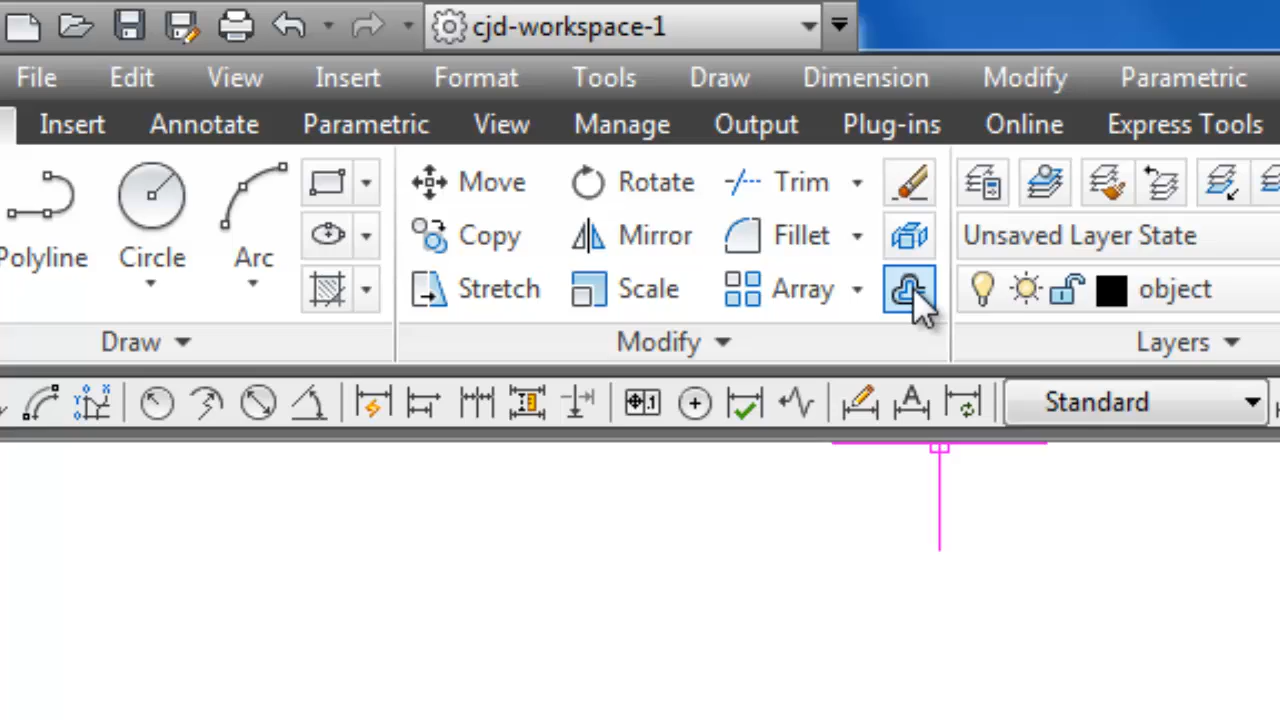 cjd-workspace-1
File Edit View Insert Format Tools Draw Dimension Modify Parametric
Insert Annotate Parametric View Manage Output Plug-ins Online Express Tools
Move Rotate Trim
Copy Mirror Fillet Unsaved Layer State
Polyline Circle Arc
Stretch Scale Array object
Draw Modify Layers
Standard